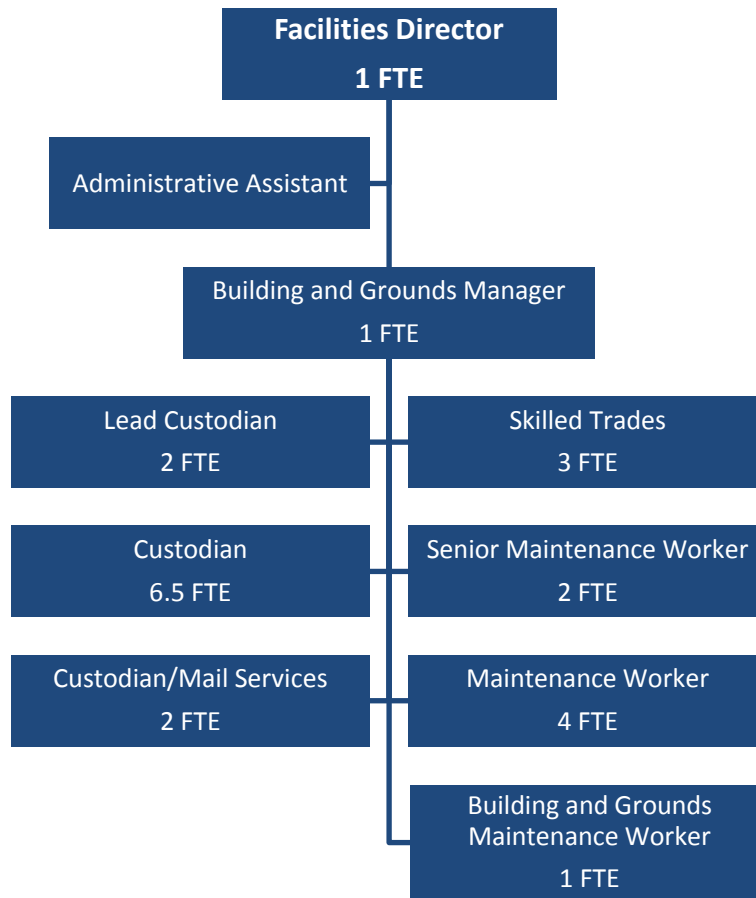 Facilities Director
1 FTE
Administrative Assistant
Building and Grounds Manager
1 FTE
Lead Custodian
2 FTE
Skilled Trades
3 FTE
Custodian
6.5 FTE
Senior Maintenance Worker
2 FTE
Custodian/Mail Services
2 FTE
Maintenance Worker
4 FTE
Building and Grounds
Maintenance Worker
1 FTE